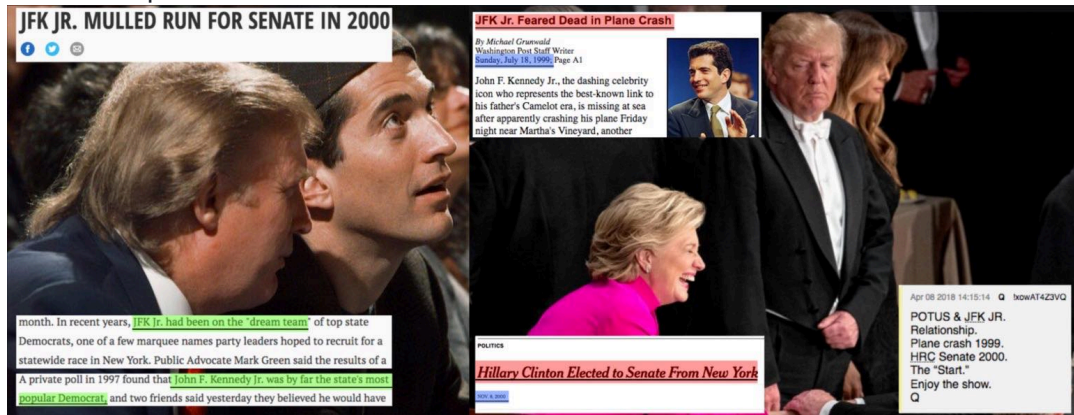 JFK JR. MULLED RUN FOR SENATE IN 2000
month. In recent years, JFK Jr. had been on the "dream team" of top state
Democrats, one of a few marquee names party leaders hoped to recruit for a
statewide race in New York. Public Advocate Mark Green said the results of a
A private poll in 1997 found that John F. Kennedy Jr. was by far the state's most
popular Democrat, and two friends said yesterday they believed he would have
JFK Jr. Feared Dead in Plane Crash
By Michael Grunwald
Washington Post Staff Writer
Sunday, July 18, 1999; Page A1
John F. Kennedy Jr., the dashing celebrity
icon who represents the best-known link to
his father's Camelot era, is missing at sea
after apparently crashing his plane Friday
night near Martha's Vineyard, another
POLITICS
Hillary Clinton Elected to Senate From New York
NOV. 8, 2000
Apr 08 2018 14:15:14 Q !xowAT4Z3VQ
POTUS & JFK JR.
Relationship.
Plane crash 1999.
HRC Senate 2000.
The "Start."
Enjoy the show.
Q